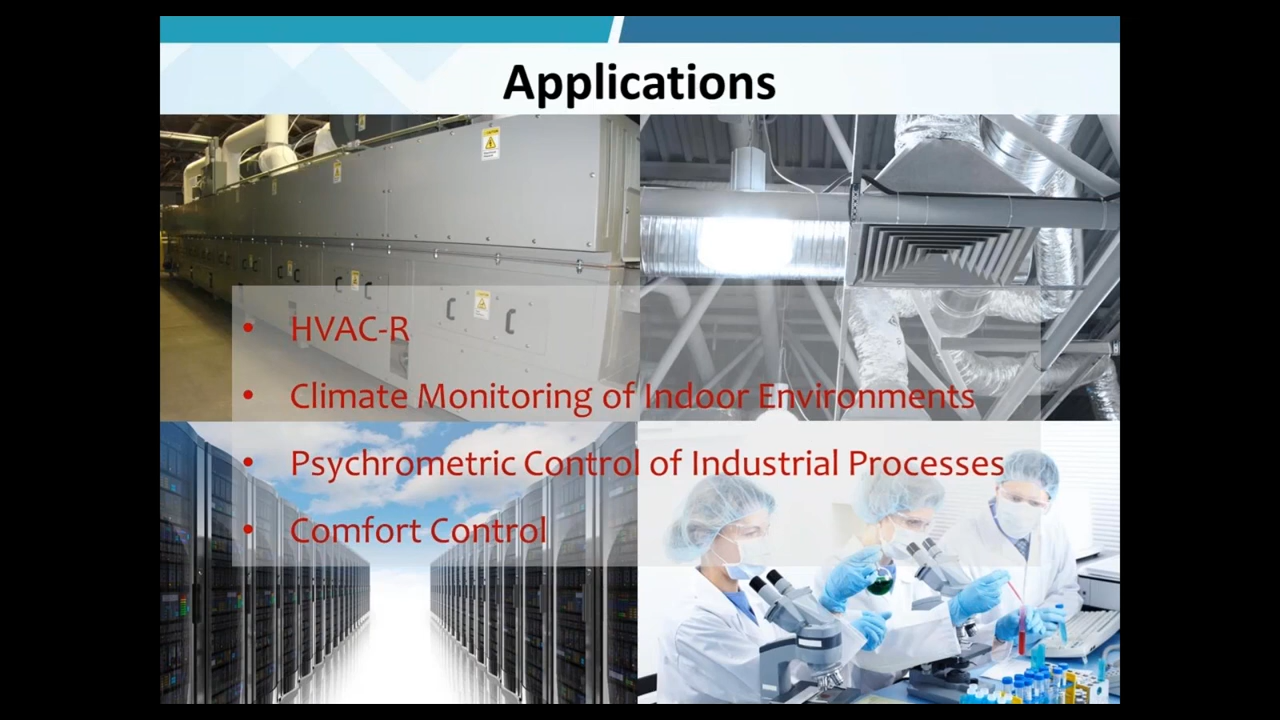 Applications
• HVAC-R
• Climate Monitoring of Indoor Environments
• Psychrometric Control of Industrial Processes
• Comfort Control